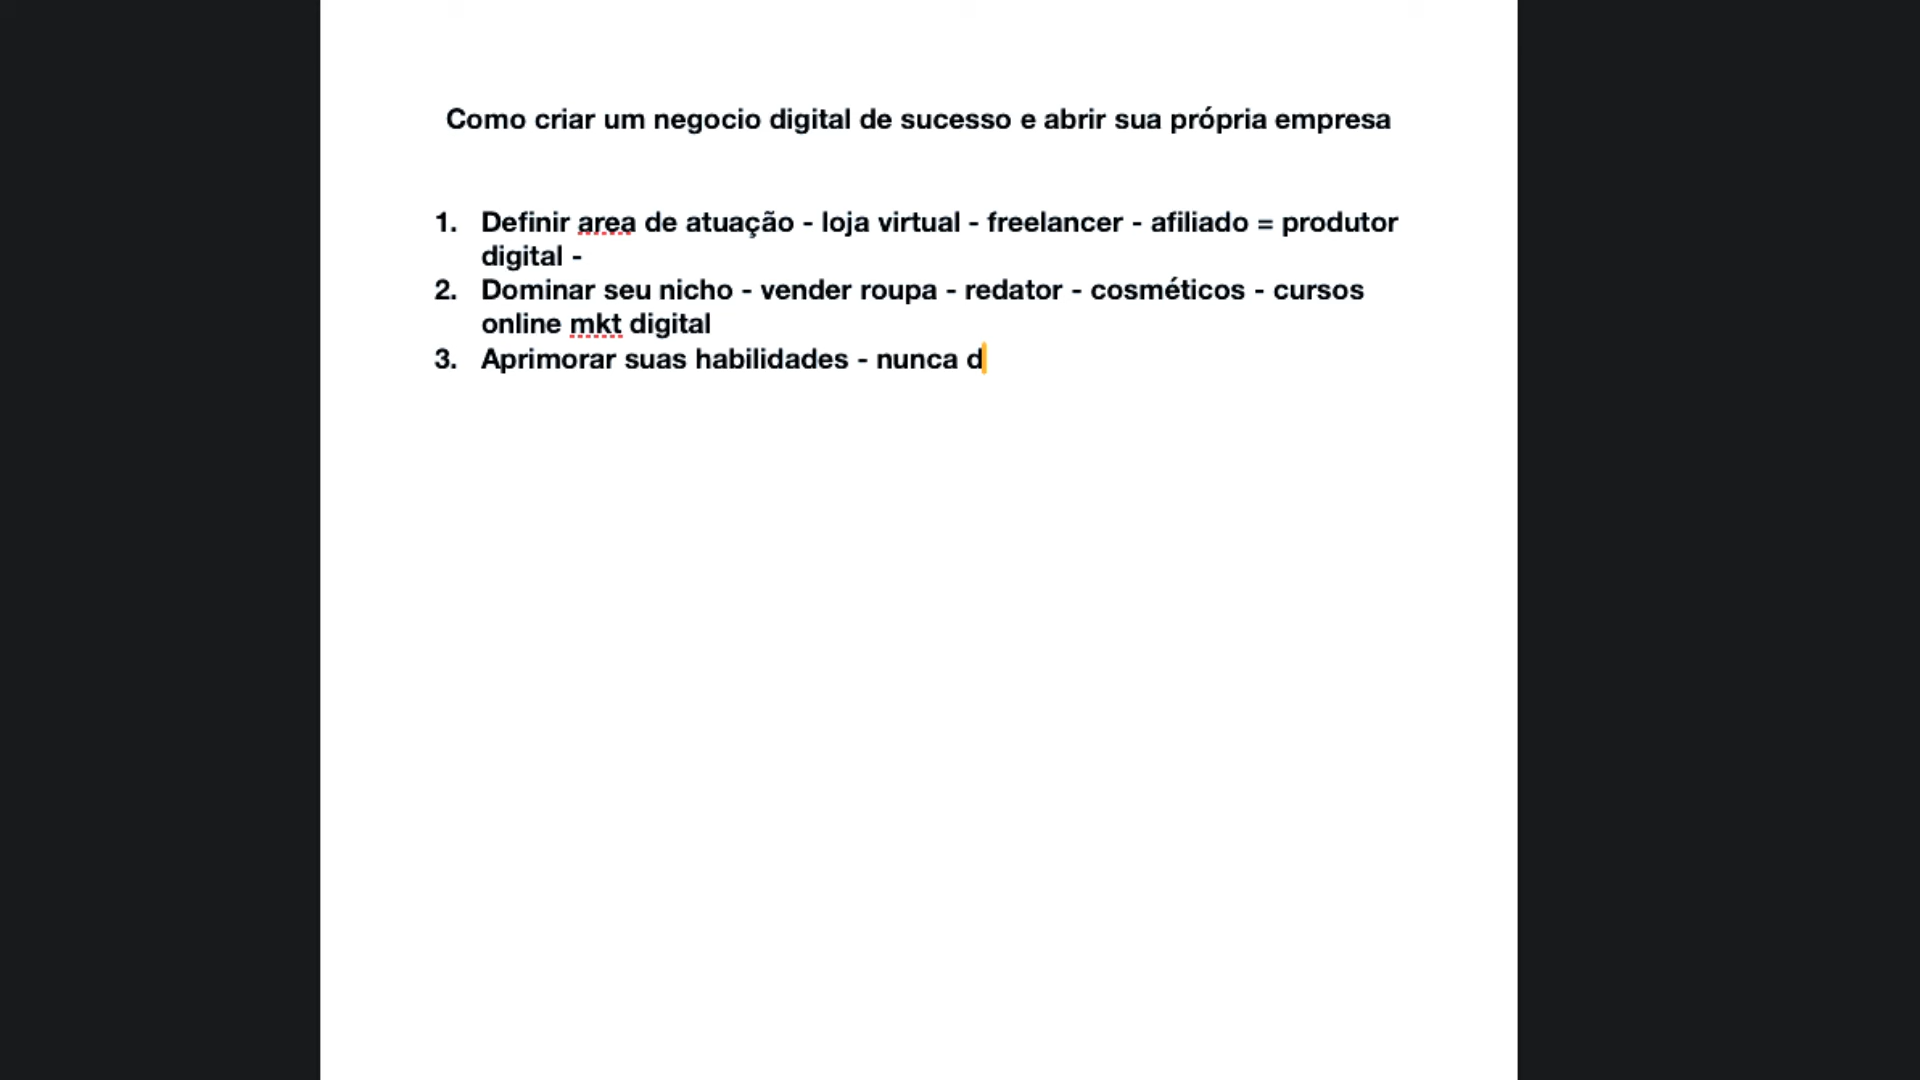 Como criar um negocio digital de sucesso e abrir sua própria empresa
1. Definir area de atuação - loja virtual - freelancer - afiliado = produtor
digital -
2. Dominar seu nicho - vender roupa - redator - cosméticos - cursos
online mkt digital
3. Aprimorar suas habilidades - nunca d